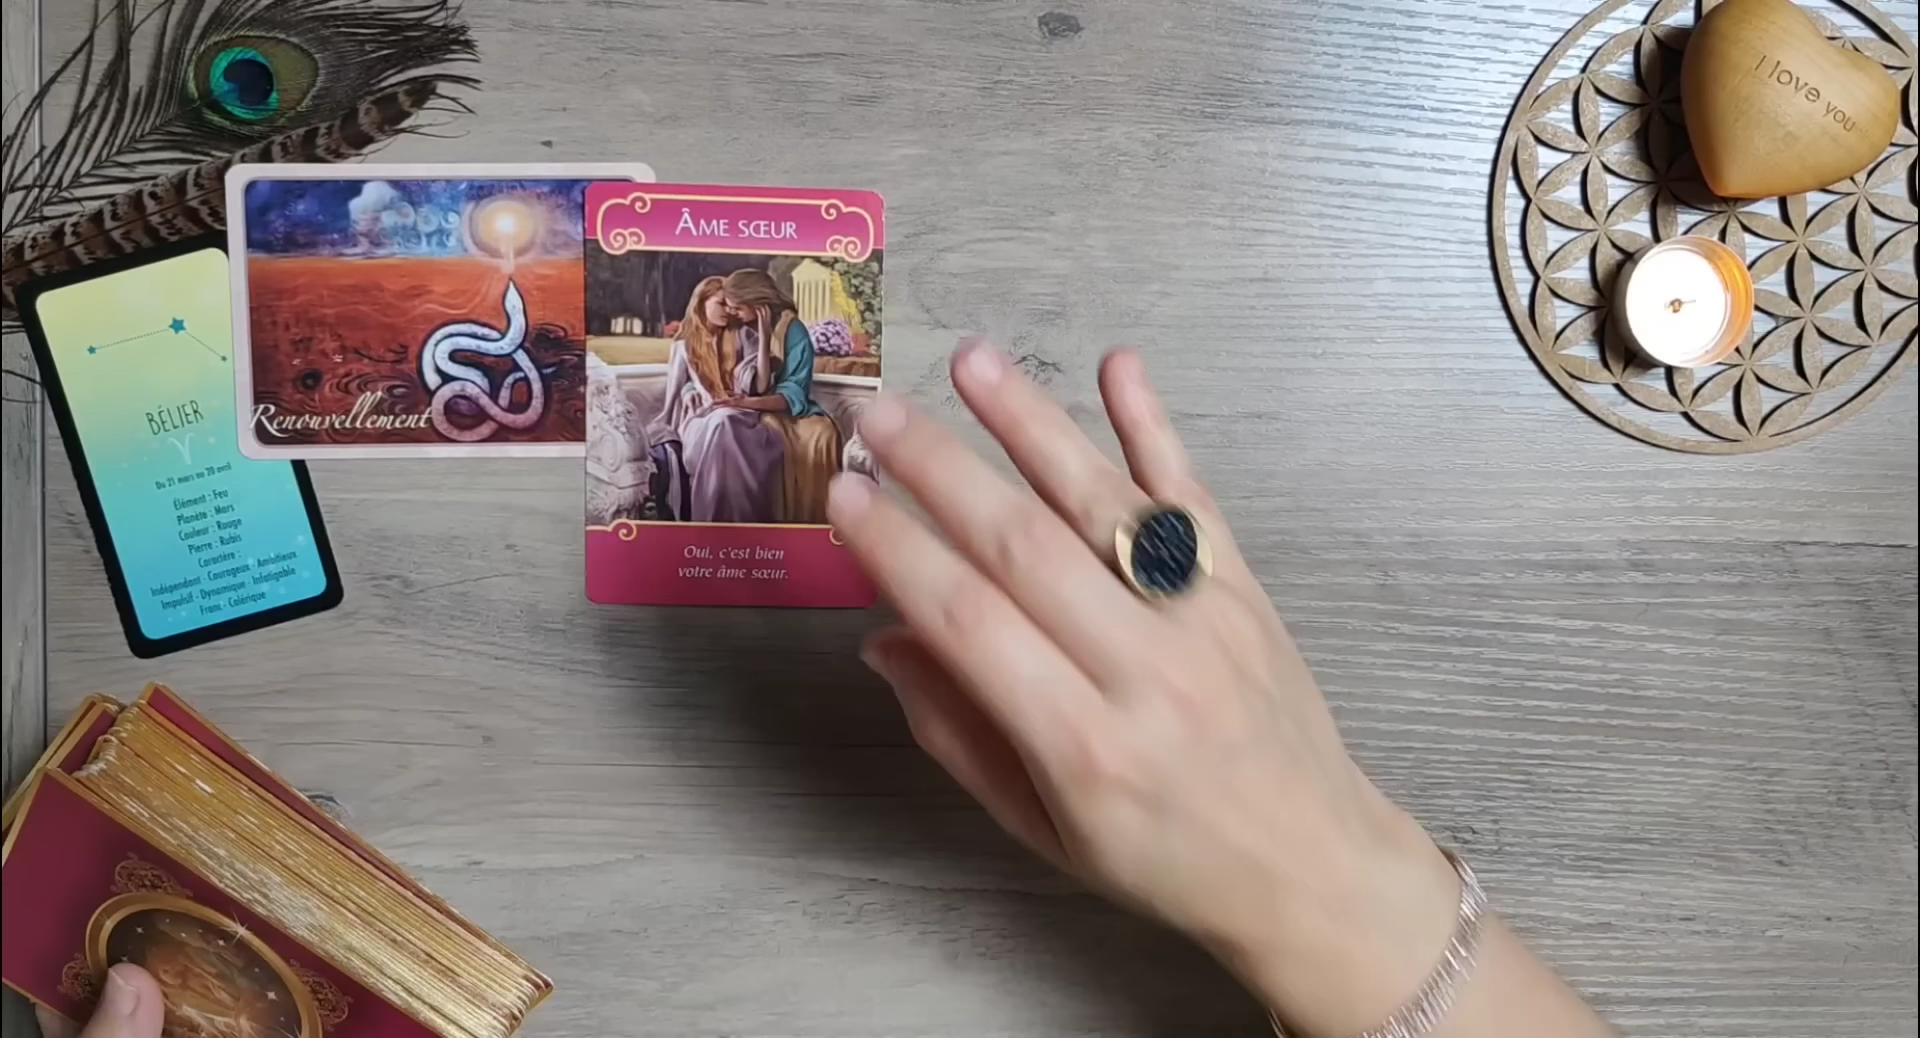 BÉLIER
Du 21 mars au 20 avril
Élément : Feu
Planète : Mars
Couleur : Rouge
Pierre : Rubis
Caractère :
Indépendant - Courageux - Ambitieux
Impulsif - Dynamique - Infatigable
Franc - Colérique
Renouvellement
ÂME SŒUR
Oui, c'est bien
votre âme sœur.
I love you